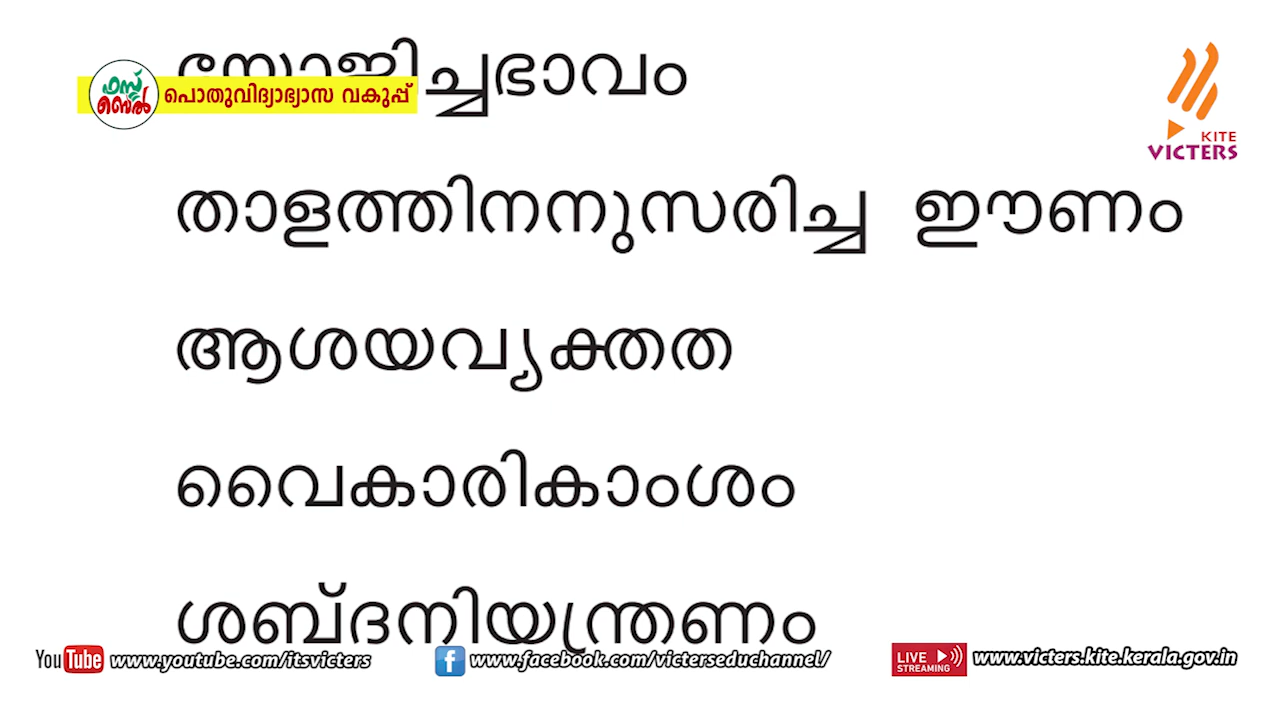 യോജിച്ചഭാവം
ഫസ്റ്റ്
ബെൽ
പൊതുവിദ്യാഭ്യാസ വകുപ്പ്
KITE
VICTERS
താളത്തിനനുസരിച്ച ഈണം
ആശയവ്യക്തത
വൈകാരികാംശം
ശബ്ദനിയന്ത്രണം
YouTube www.youtube.com/itsvicters
f www.facebook.com/victerseduchannel/
LIVE STREAMING www.victers.kite.kerala.gov.in